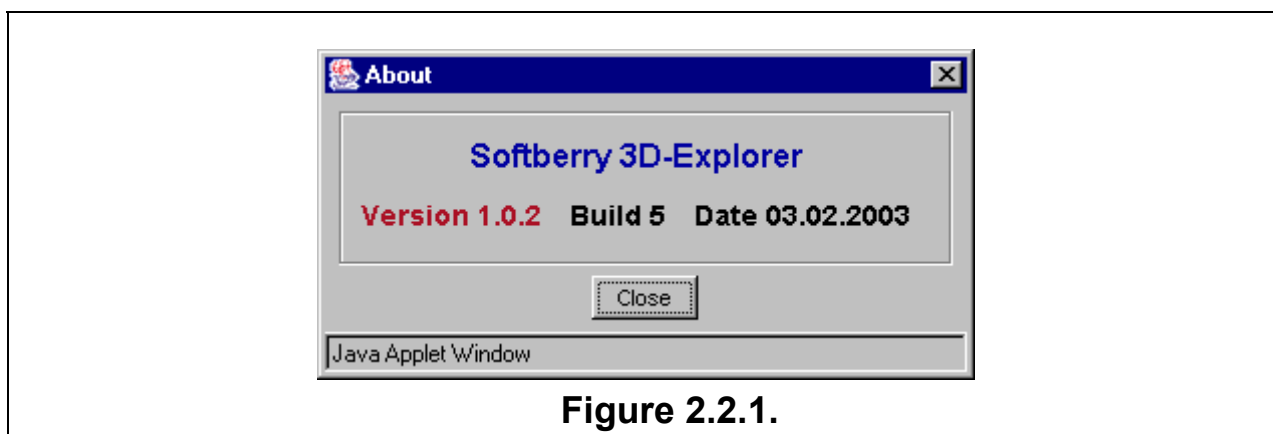 About
Softberry 3D-Explorer
Version 1.0.2 Build 5 Date 03.02.2003
Close
Java Applet Window
Figure 2.2.1.